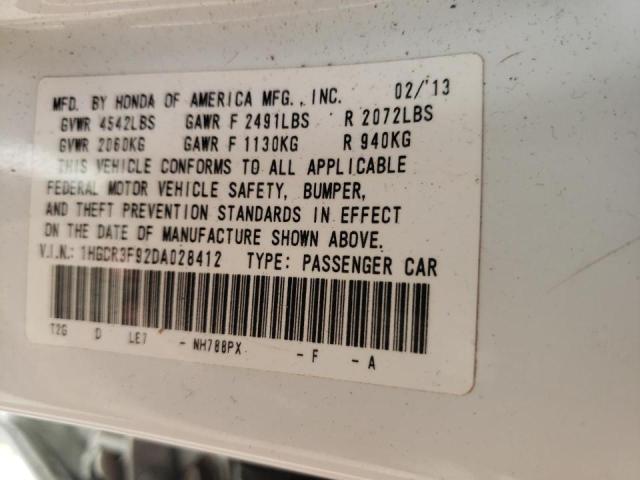 MFD. BY HONDA OF AMERICA MFG., INC. 02/'13
GVWR 4542LBS GAWR F 2491LBS R 2072LBS
GVWR 2060KG GAWR F 1130KG R 940KG
THIS VEHICLE CONFORMS TO ALL APPLICABLE
FEDERAL MOTOR VEHICLE SAFETY, BUMPER,
AND THEFT PREVENTION STANDARDS IN EFFECT
ON THE DATE OF MANUFACTURE SHOWN ABOVE.
V.I.N.: 1HGCR3F92DA028412 TYPE: PASSENGER CAR
T2G D LE7 - NH788PX - F - A